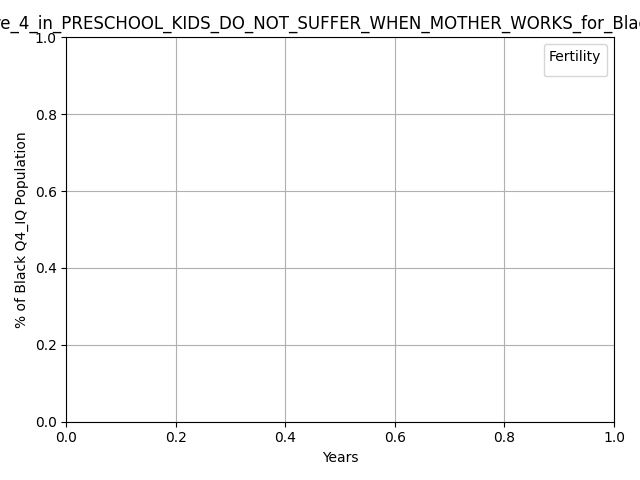 re_4_in_PRESCHOOL_KIDS_DO_NOT_SUFFER_WHEN_MOTHER_WORKS_for_Blac
Fertility
1.0
0.8
0.6
0.4
0.2
0.0
% of Black Q4_IQ Population
0.0 0.2 0.4 0.6 0.8 1.0
Years